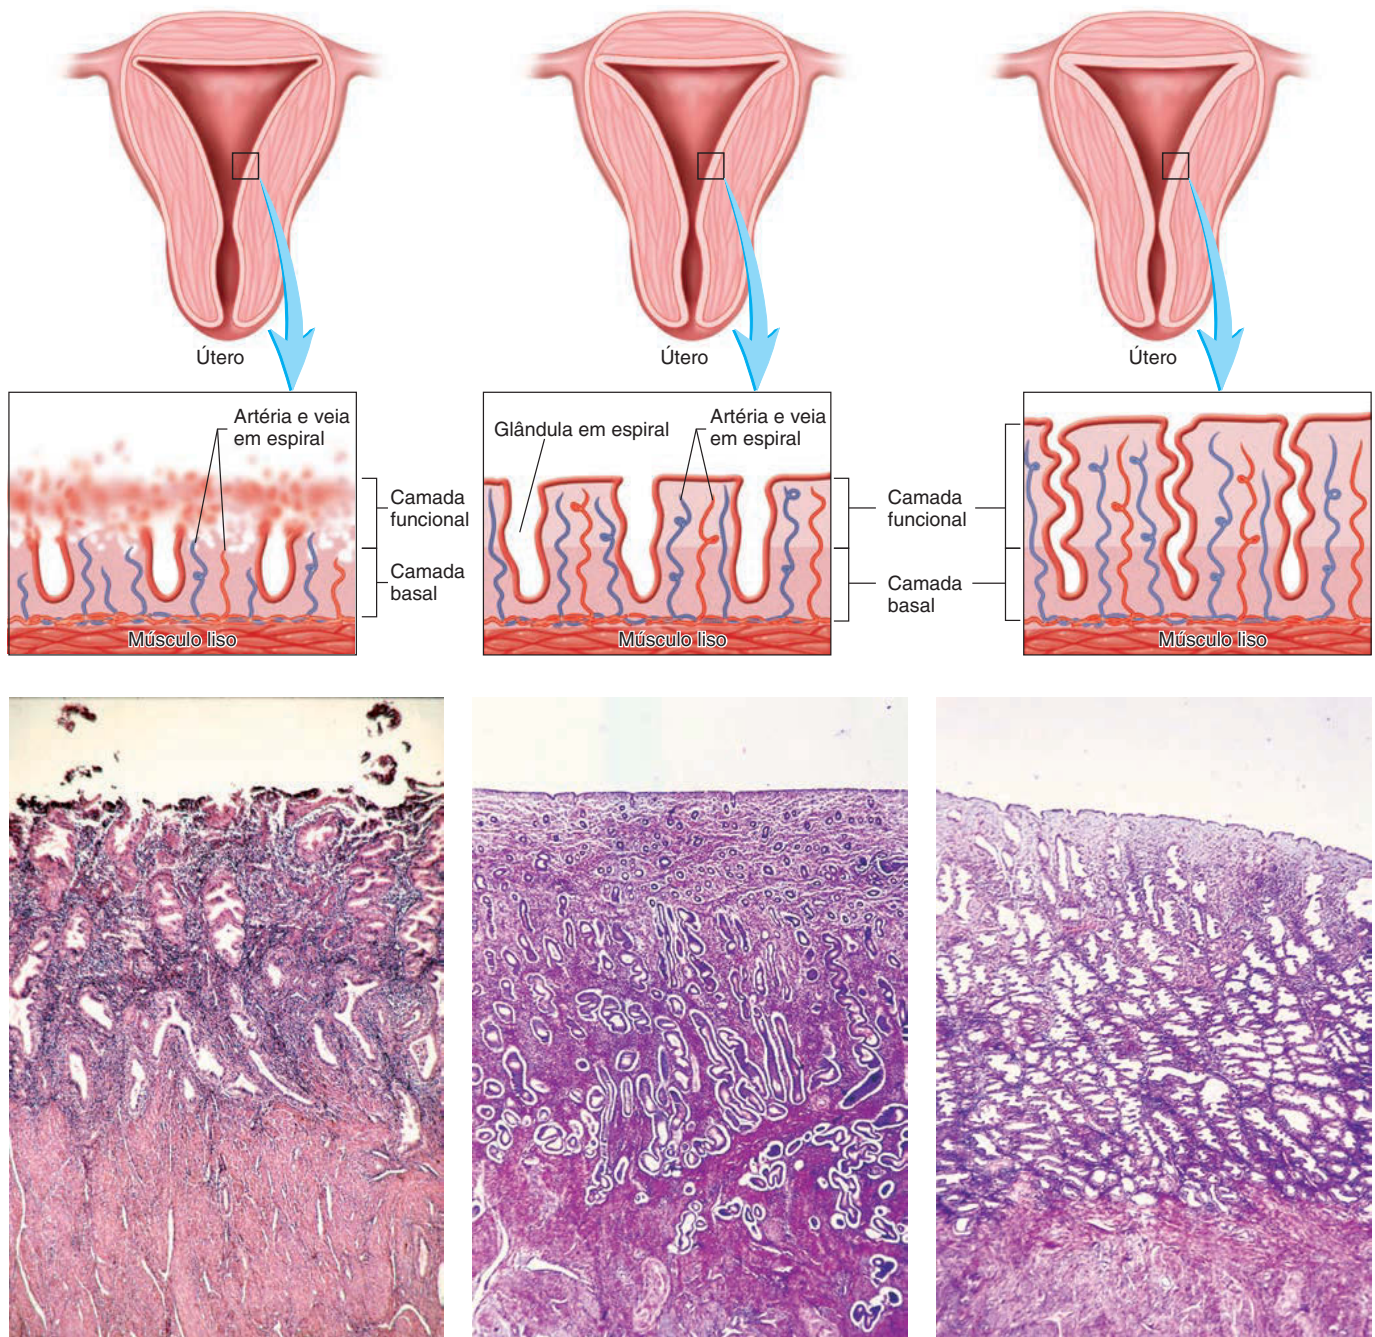 Útero
Útero
Útero
Artéria e veia
em espiral
Camada
funcional
Camada
basal
Músculo liso
Glândula em espiral
Artéria e veia
em espiral
Músculo liso
Camada
funcional
Camada
basal
Músculo liso